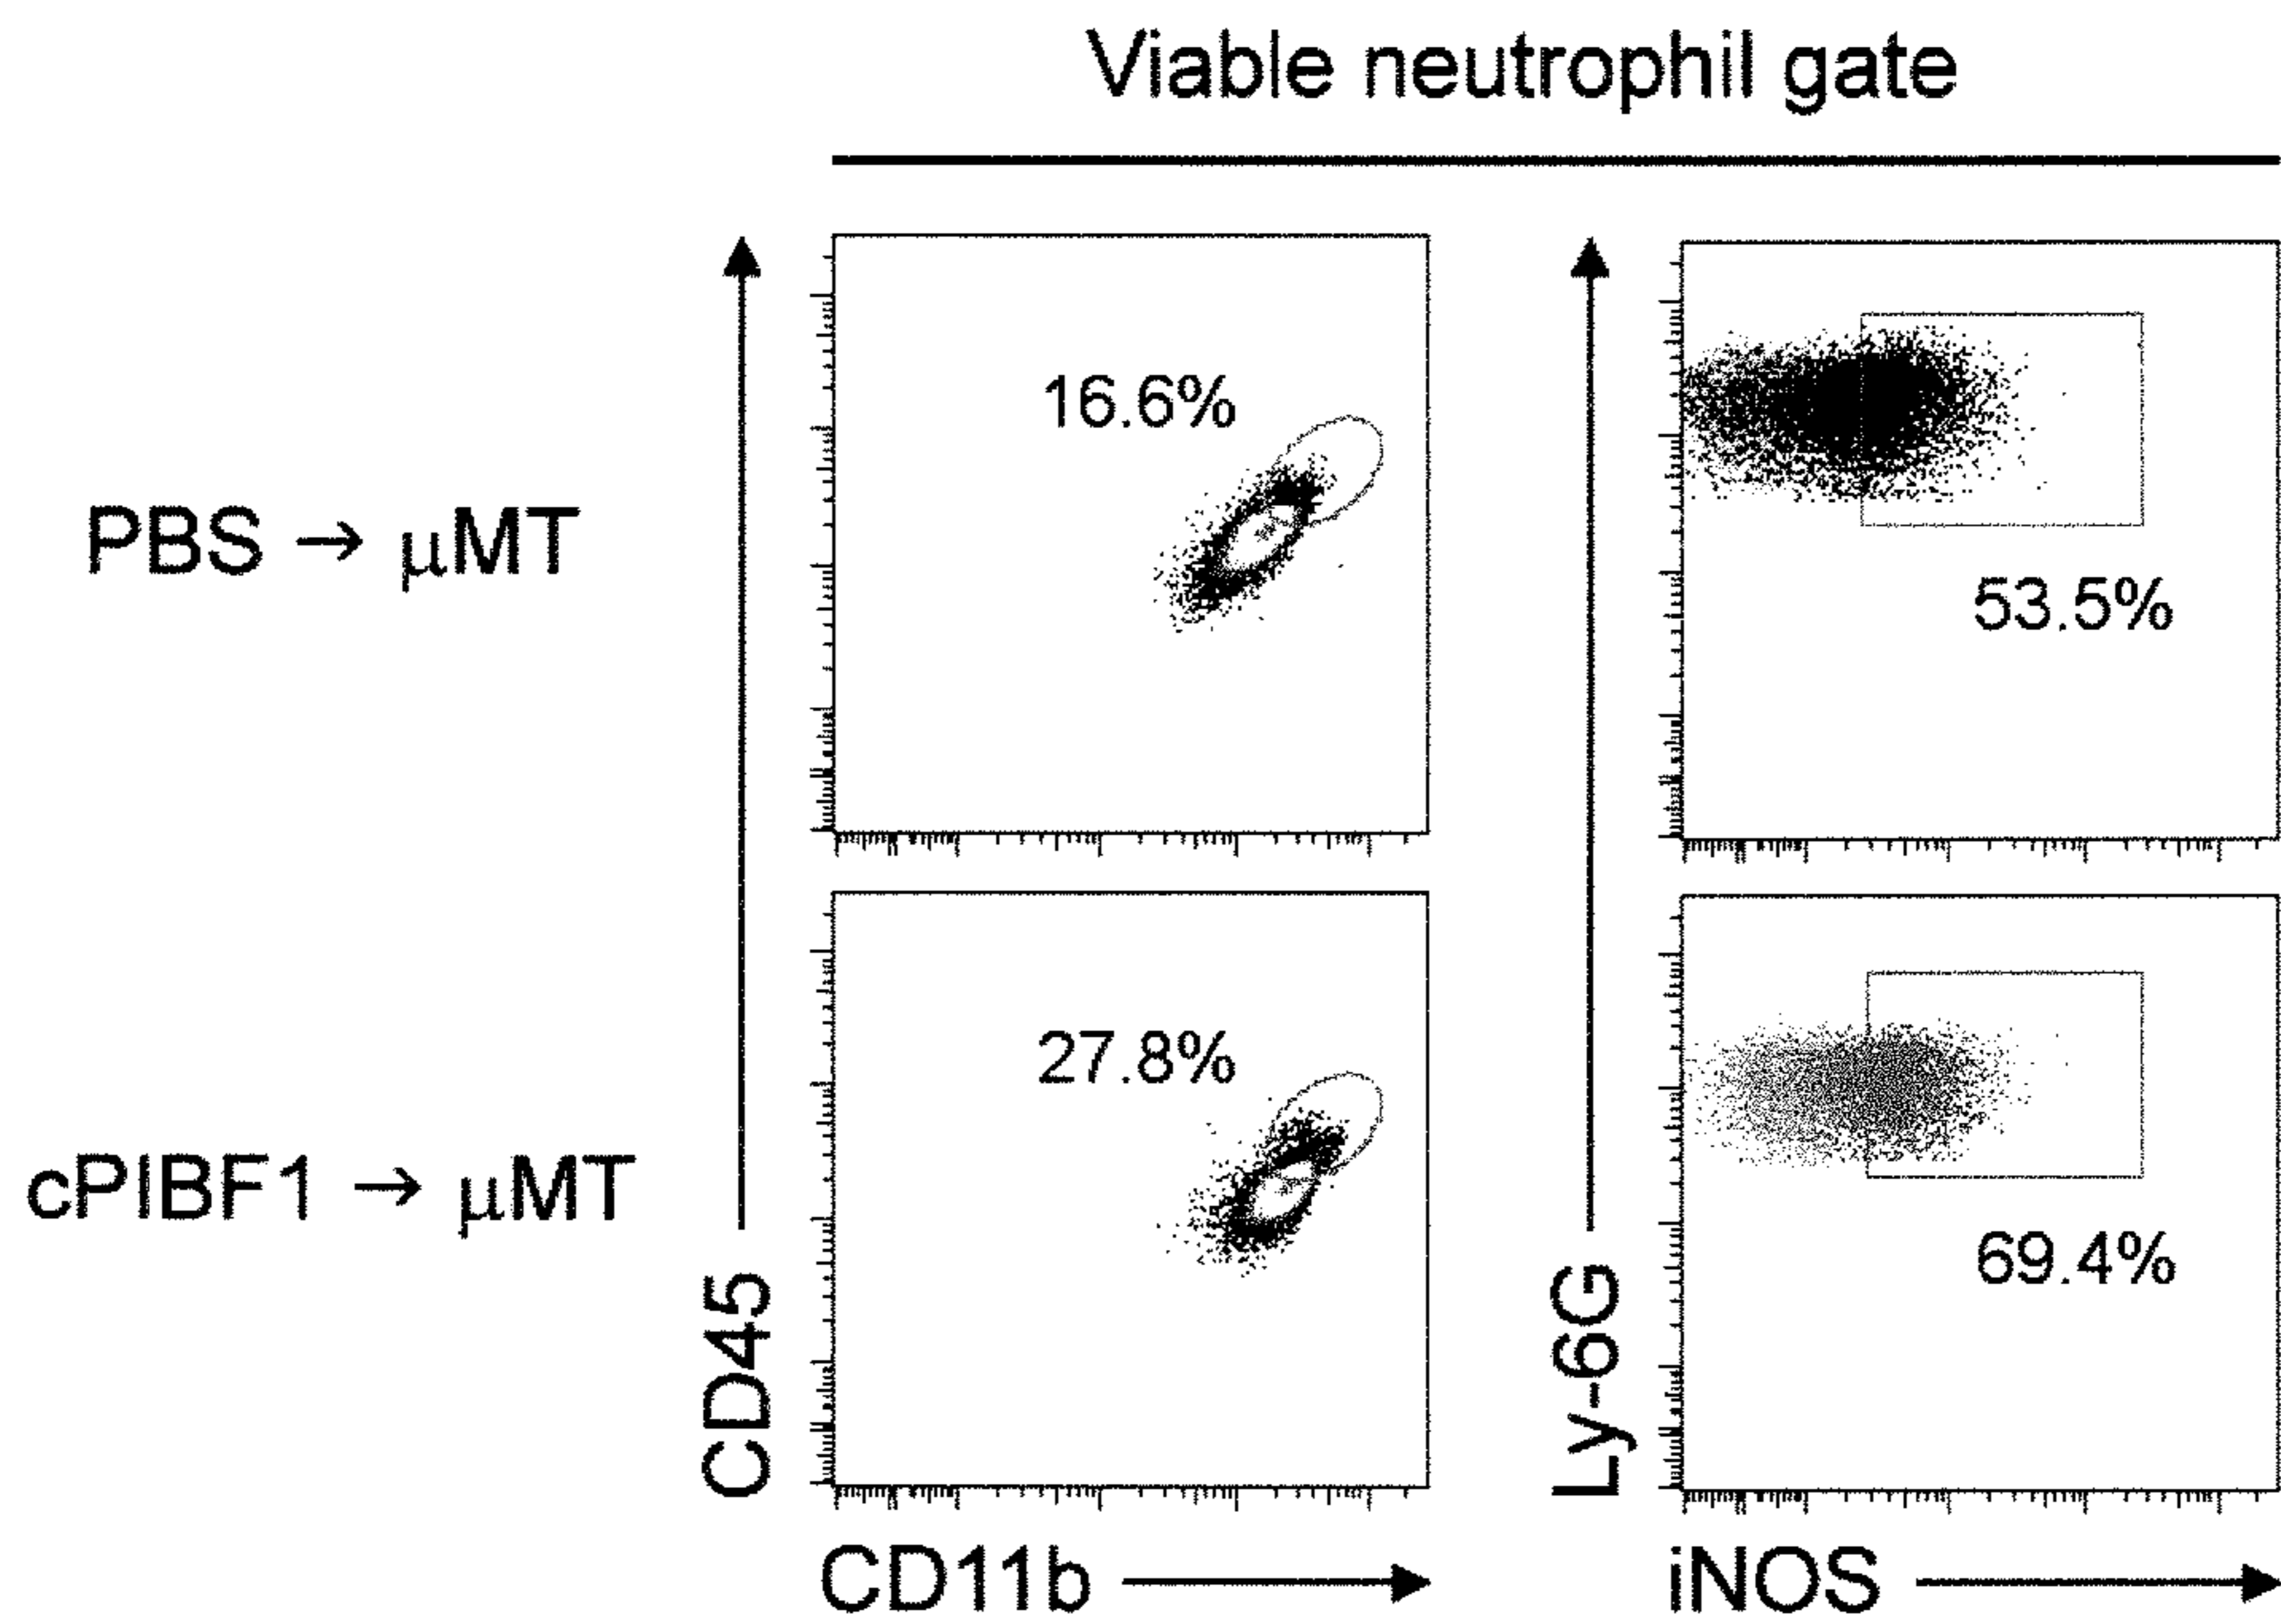 Viable neutrophil gate
PBS → μMT
16.6%
53.5%
cPIBF1 → μMT
27.8%
69.4%
CD45
Ly-6G
CD11b
iNOS